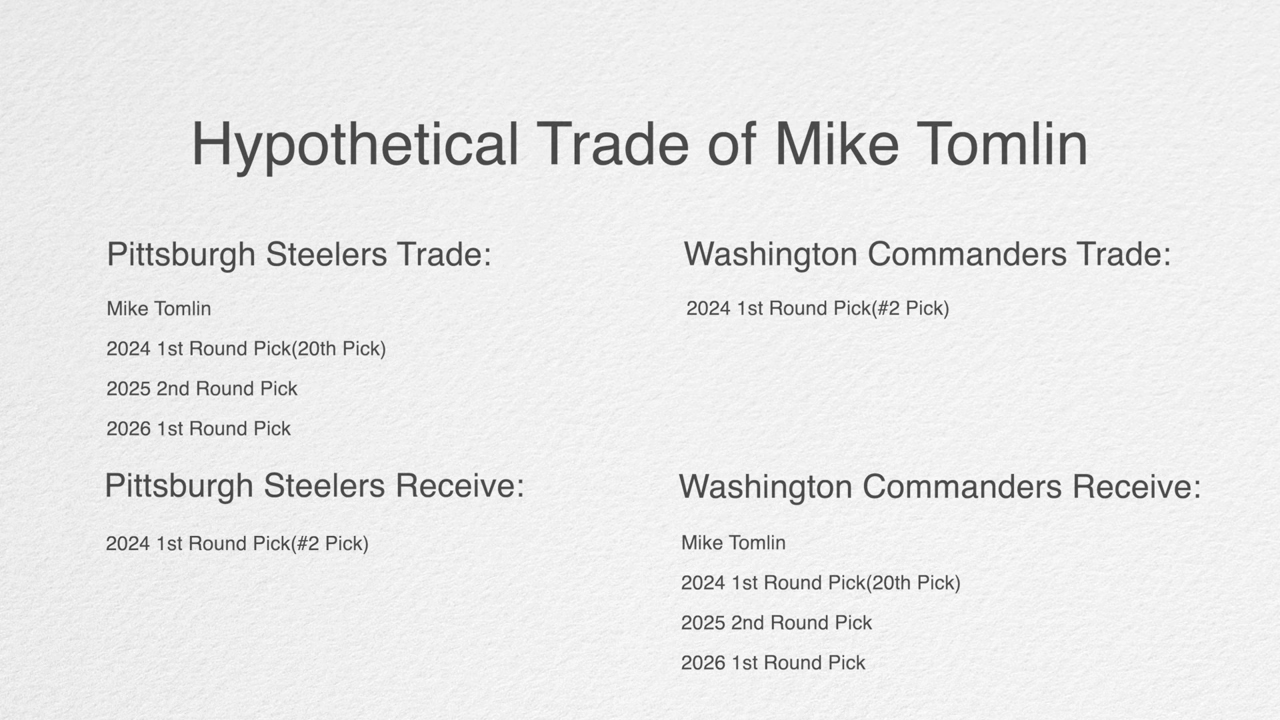 Hypothetical Trade of Mike Tomlin
Pittsburgh Steelers Trade:
Mike Tomlin
2024 1st Round Pick(20th Pick)
2025 2nd Round Pick
2026 1st Round Pick
Washington Commanders Trade:
2024 1st Round Pick(#2 Pick)
Pittsburgh Steelers Receive:
2024 1st Round Pick(#2 Pick)
Washington Commanders Receive:
Mike Tomlin
2024 1st Round Pick(20th Pick)
2025 2nd Round Pick
2026 1st Round Pick